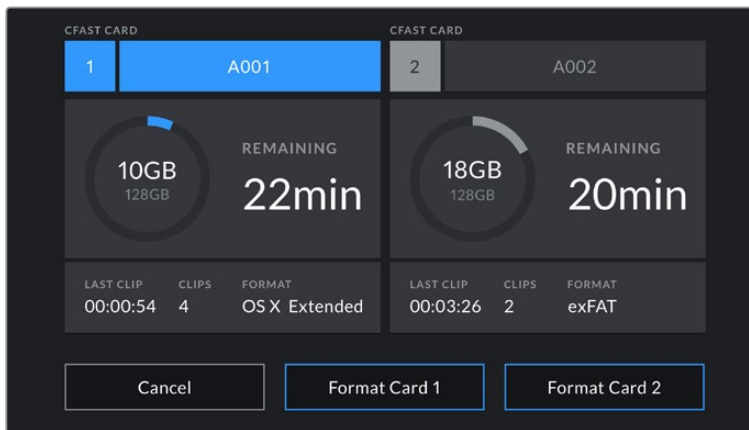 CFAST CARD
1 A001
10GB
128GB
REMAINING
22min
LAST CLIP CLIPS FORMAT
00:00:54 4 OS X Extended
CFAST CARD
2 A002
18GB
128GB
REMAINING
20min
LAST CLIP CLIPS FORMAT
00:03:26 2 exFAT
Cancel Format Card 1 Format Card 2